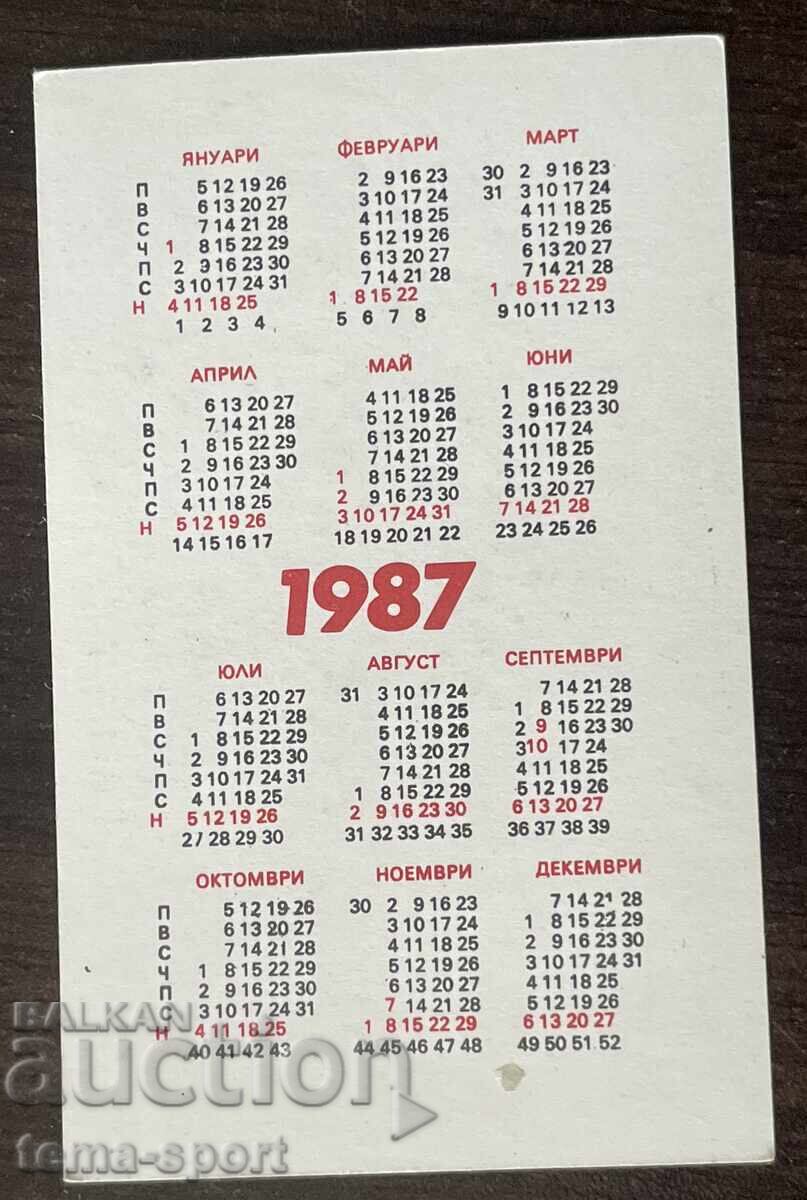 ЯНУАРИ ФЕВРУАРИ МАРТ
П 5 12 19 26 2 9 16 23 30 2 9 16 23
В 6 13 20 27 3 10 17 24 31 3 10 17 24
С 7 14 21 28 4 11 18 25 4 11 18 25
Ч 1 8 15 22 29 5 12 19 26 5 12 19 26
П 2 9 16 23 30 6 13 20 27 6 13 20 27
С 3 10 17 24 31 7 14 21 28 7 14 21 28
Н 4 11 18 25 1 8 15 22 1 8 15 22 29
1 2 3 4 5 6 7 8 9 10 11 12 13
АПРИЛ МАЙ ЮНИ
П 6 13 20 27 4 11 18 25 1 8 15 22 29
В 7 14 21 28 5 12 19 26 2 9 16 23 30
С 1 8 15 22 29 6 13 20 27 3 10 17 24
Ч 2 9 16 23 30 7 14 21 28 4 11 18 25
П 3 10 17 24 1 8 15 22 29 5 12 19 26
С 4 11 18 25 2 9 16 23 30 6 13 20 27
Н 5 12 19 26 3 10 17 24 31 7 14 21 28
14 15 16 17 18 19 20 21 22 23 24 25 26
1987
ЮЛИ АВГУСТ СЕПТЕМВРИ
П 6 13 20 27 31 3 10 17 24 7 14 21 28
В 7 14 21 28 4 11 18 25 1 8 15 22 29
С 1 8 15 22 29 5 12 19 26 2 9 16 23 30
Ч 2 9 16 23 30 6 13 20 27 3 10 17 24
П 3 10 17 24 31 7 14 21 28 4 11 18 25
С 4 11 18 25 1 8 15 22 29 5 12 19 26
Н 5 12 19 26 2 9 16 23 30 6 13 20 27
27 28 29 30 31 32 33 34 35 36 37 38 39
ОКТОМВРИ НОЕМВРИ ДЕКЕМВРИ
П 5 12 19 26 30 2 9 16 23 7 14 21 28
В 6 13 20 27 3 10 17 24 1 8 15 22 29
С 7 14 21 28 4 11 18 25 2 9 16 23 30
Ч 1 8 15 22 29 5 12 19 26 3 10 17 24 31
П 2 9 16 23 30 6 13 20 27 4 11 18 25
С 3 10 17 24 31 7 14 21 28 5 12 19 26
Н 4 11 18 25 1 8 15 22 29 6 13 20 27
40 41 42 43 44 45 46 47 48 49 50 51 52
BALKAN
auction
tema-sport